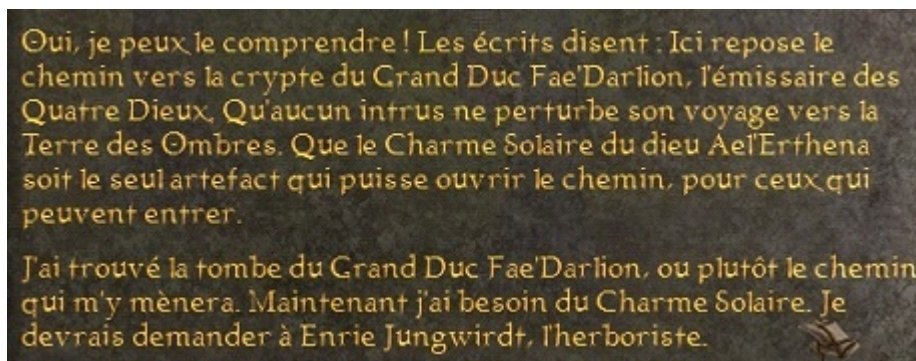 Oui, je peux le comprendre ! Les écrits disent : Ici repose le
chemin vers la crypte du Grand Duc Fae'Darlion, l'émissaire des
Quatre Dieux, Qu'aucun intrus ne perturbe son voyage vers la
Terre des Ombres. Que le Charme Solaire du dieu Ael'Erthena
soit le seul artefact qui puisse ouvrir le chemin, pour ceux qui
peuvent entrer.
J'ai trouvé la tombe du Grand Duc Fae'Darlion, ou plutôt le chemin
qui m'y mènera. Maintenant j'ai besoin du Charme Solaire. Je
devrais demander à Enrie Jungwirdt, l'herboriste.